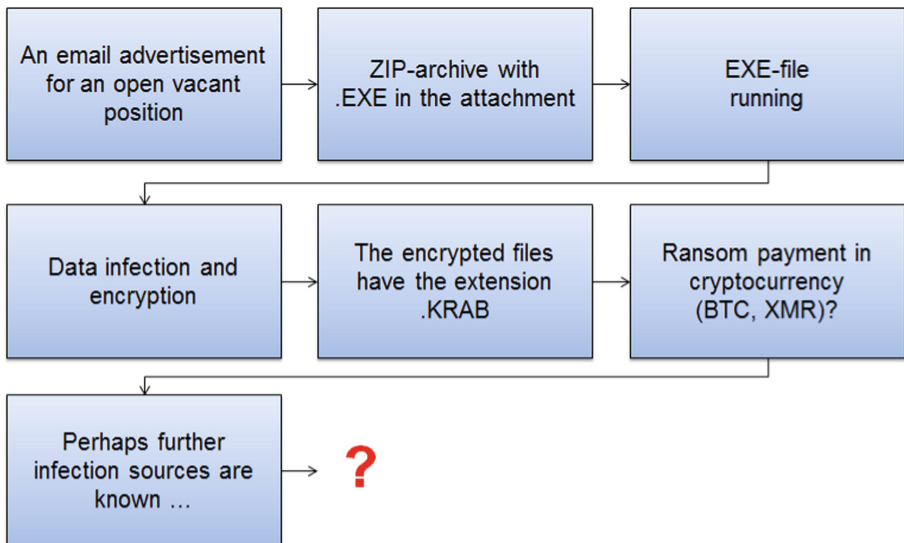 An email advertisement
for an open vacant
position
ZIP-archive with
.EXE in the attachment
EXE-file
running
Data infection and
encryption
The encrypted files
have the extension
.KRAB
Ransom payment in
cryptocurrency
(BTC, XMR)?
Perhaps further
infection sources are
known …
?